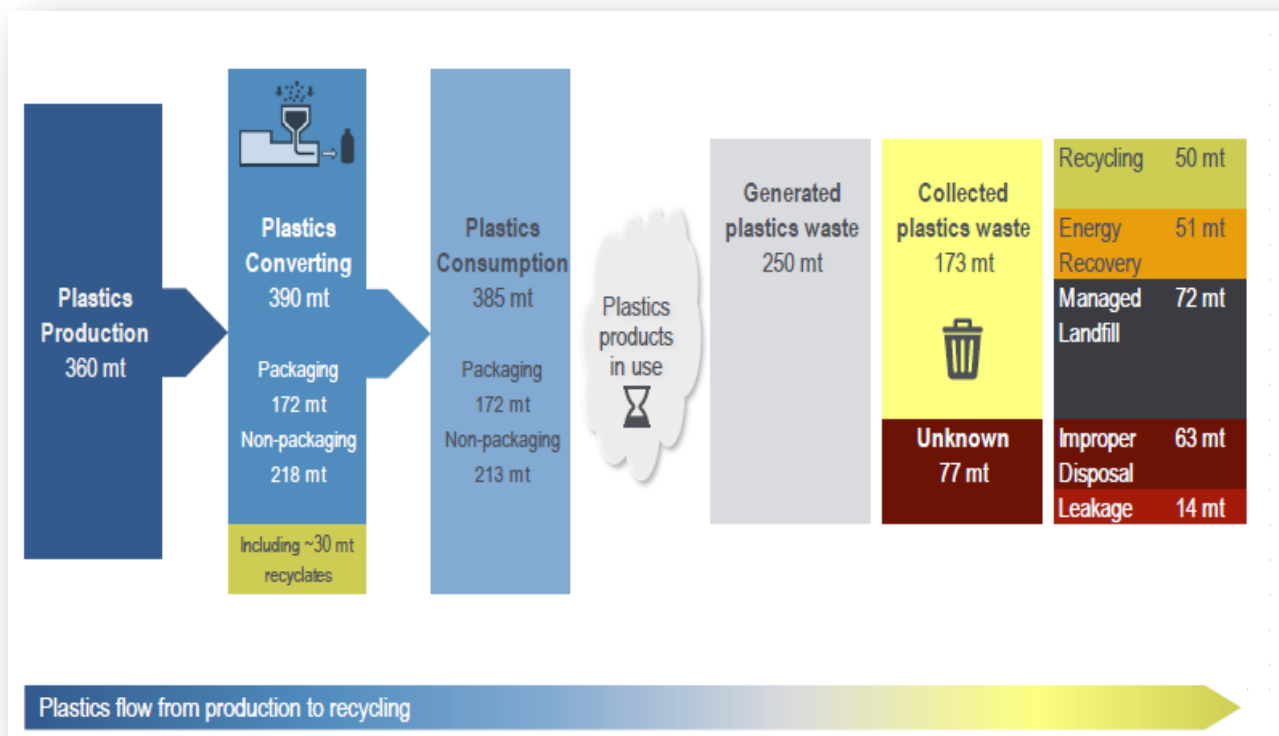 Plastics
Production
360 mt
Plastics
Converting
390 mt
Packaging
172 mt
Non-packaging
218 mt
Including ~30 mt
recyclates
Plastics
Consumption
385 mt
Packaging
172 mt
Non-packaging
213 mt
Plastics
products
in use
Generated
plastics waste
250 mt
Collected
plastics waste
173 mt
Unknown
77 mt
Recycling 50 mt
Energy 51 mt
Recovery
Managed 72 mt
Landfill
Improper 63 mt
Disposal
Leakage 14 mt
Plastics flow from production to recycling